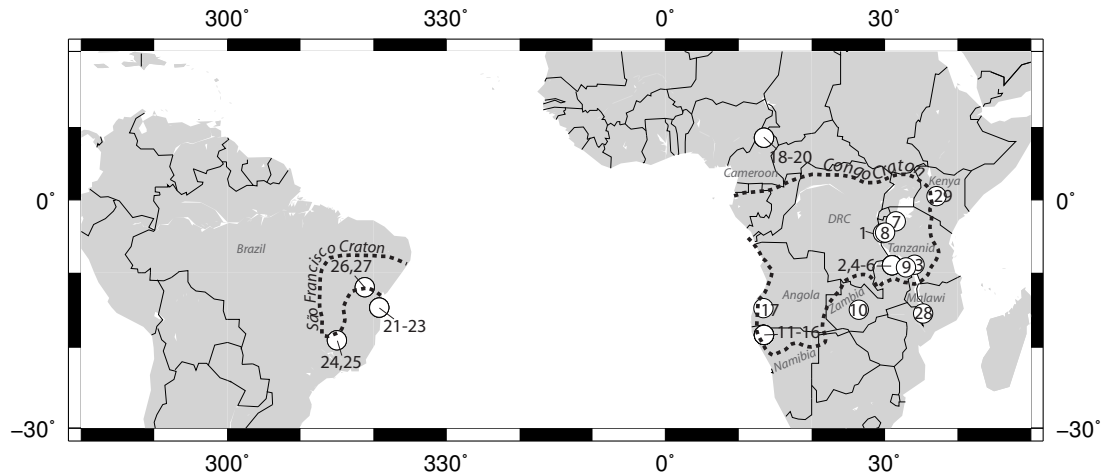 300° 330° 0° 30°
18-20
Congo Craton
Cameroon
Kenya
29
0° 0°
DRC
7
1 8
Brazil
São Francisco Craton
Tanzania
26,27
2,4-6 9 3
Angola
Zambia
Malawi
17 10 28
21-23
11-16
24,25
Namibia
−30° −30°
300° 330° 0° 30°